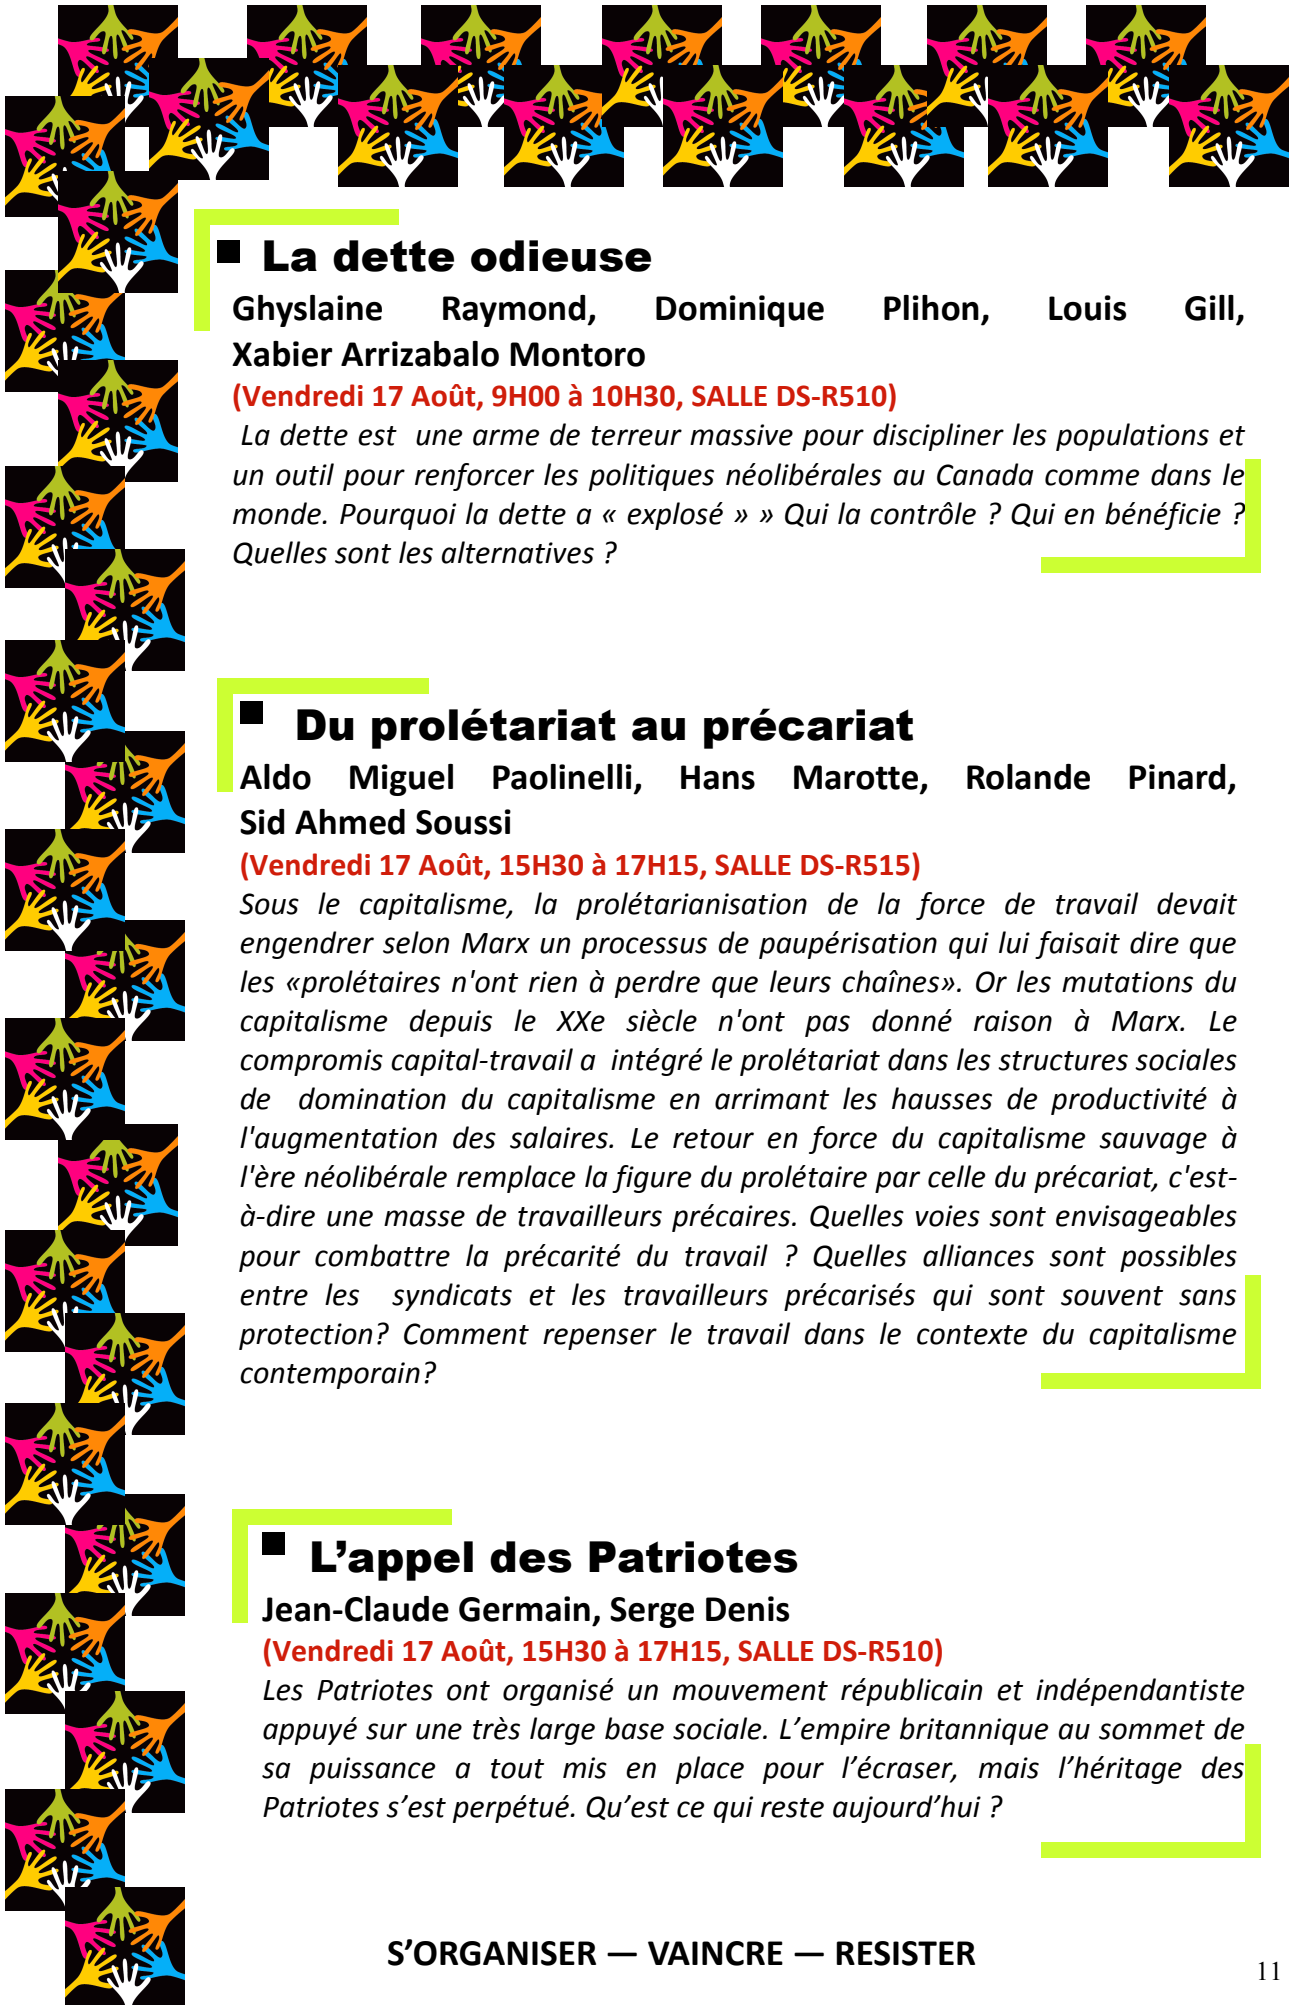 ■ La dette odieuse
Ghyslaine Raymond, Dominique Plihon, Louis Gill,
Xabier Arrizabalo Montoro
(Vendredi 17 Août, 9H00 à 10H30, SALLE DS-R510)
La dette est une arme de terreur massive pour discipliner les populations et
un outil pour renforcer les politiques néolibérales au Canada comme dans le
monde. Pourquoi la dette a « explosé » » Qui la contrôle ? Qui en bénéficie ?
Quelles sont les alternatives ?
■ Du prolétariat au précariat
Aldo Miguel Paolinelli, Hans Marotte, Rolande Pinard,
Sid Ahmed Soussi
(Vendredi 17 Août, 15H30 à 17H15, SALLE DS-R515)
Sous le capitalisme, la prolétarianisation de la force de travail devait
engendrer selon Marx un processus de paupérisation qui lui faisait dire que
les «prolétaires n'ont rien à perdre que leurs chaînes». Or les mutations du
capitalisme depuis le XXe siècle n'ont pas donné raison à Marx. Le
compromis capital-travail a intégré le prolétariat dans les structures sociales
de domination du capitalisme en arrimant les hausses de productivité à
l'augmentation des salaires. Le retour en force du capitalisme sauvage à
l'ère néolibérale remplace la figure du prolétaire par celle du précariat, c'est-
à-dire une masse de travailleurs précaires. Quelles voies sont envisageables
pour combattre la précarité du travail ? Quelles alliances sont possibles
entre les syndicats et les travailleurs précarisés qui sont souvent sans
protection? Comment repenser le travail dans le contexte du capitalisme
contemporain?
■ L’appel des Patriotes
Jean-Claude Germain, Serge Denis
(Vendredi 17 Août, 15H30 à 17H15, SALLE DS-R510)
Les Patriotes ont organisé un mouvement républicain et indépendantiste
appuyé sur une très large base sociale. L’empire britannique au sommet de
sa puissance a tout mis en place pour l’écraser, mais l’héritage des
Patriotes s’est perpétué. Qu’est ce qui reste aujourd’hui ?
S’ORGANISER — VAINCRE — RESISTER
11